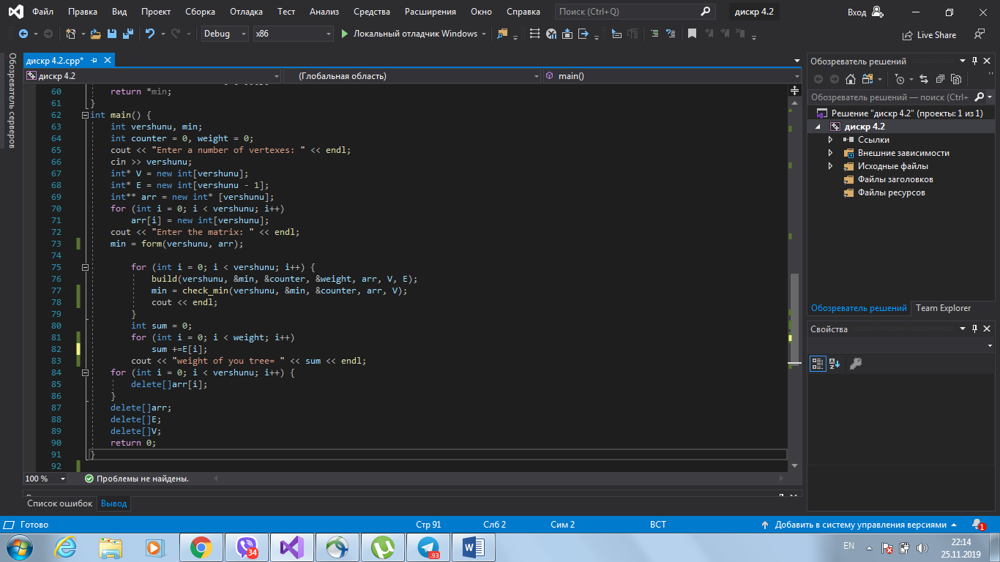 Файл Правка Вид Проект Сборка Отладка Тест Анализ Средства Расширения Окно Справка Поиск (Ctrl+Q) дискр 4.2 Вход
Debug x86 Локальный отладчик Windows Live Share
Обозреватель серверов
дискр 4.2.cpp*
дискр 4.2 (Глобальная область) main()
60 return *min;
61 }
62 int main() {
63 int vershunu, min;
64 int counter = 0, weight = 0;
65 cout << "Enter a number of vertexes: " << endl;
66 cin >> vershunu;
67 int* V = new int[vershunu];
68 int* E = new int[vershunu - 1];
69 int** arr = new int* [vershunu];
70 for (int i = 0; i < vershunu; i++)
71 arr[i] = new int[vershunu];
72 cout << "Enter the matrix: " << endl;
73 min = form(vershunu, arr);
74
75 for (int i = 0; i < vershunu; i++) {
76 build(vershunu, &min, &counter, &weight, arr, V, E);
77 min = check_min(vershunu, &min, &counter, arr, V);
78 cout << endl;
79 }
80 int sum = 0;
81 for (int i = 0; i < weight; i++)
82 sum +=E[i];
83 cout << "weight of you tree= " << sum << endl;
84 for (int i = 0; i < vershunu; i++) {
85 delete[]arr[i];
86 }
87 delete[]arr;
88 delete[]E;
89 delete[]V;
90 return 0;
91 }
92
100 % Проблемы не найдены.
Список ошибок Вывод
Обозреватель решений
Обозреватель решений — поиск (Ctrl+
Решение "дискр 4.2" (проекты: 1 из 1)
дискр 4.2
Ссылки
Внешние зависимости
Исходные файлы
Файлы заголовков
Файлы ресурсов
Обозреватель решений Team Explorer
Свойства
Готово Стр 91 Слб 2 Сим 2 ВСТ Добавить в систему управления версиями 1
34 93 EN 22:14
25.11.2019